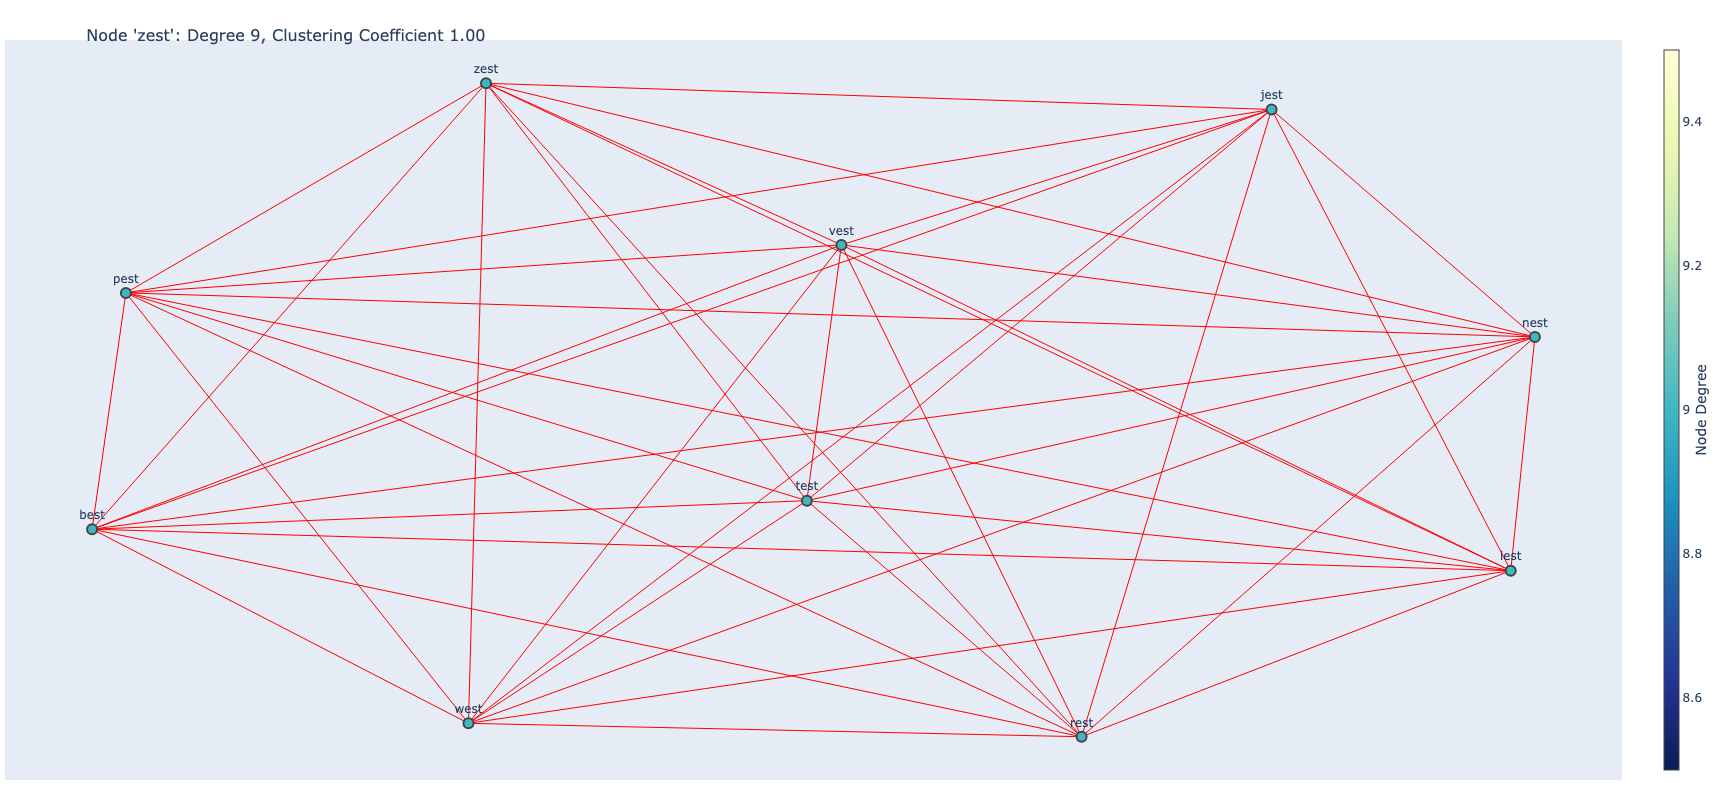 Node 'zest': Degree 9, Clustering Coefficient 1.00
zest
jest
vest
pest
nest
test
best
lest
west
rest
9.4
9.2
9
8.8
8.6
Node Degree